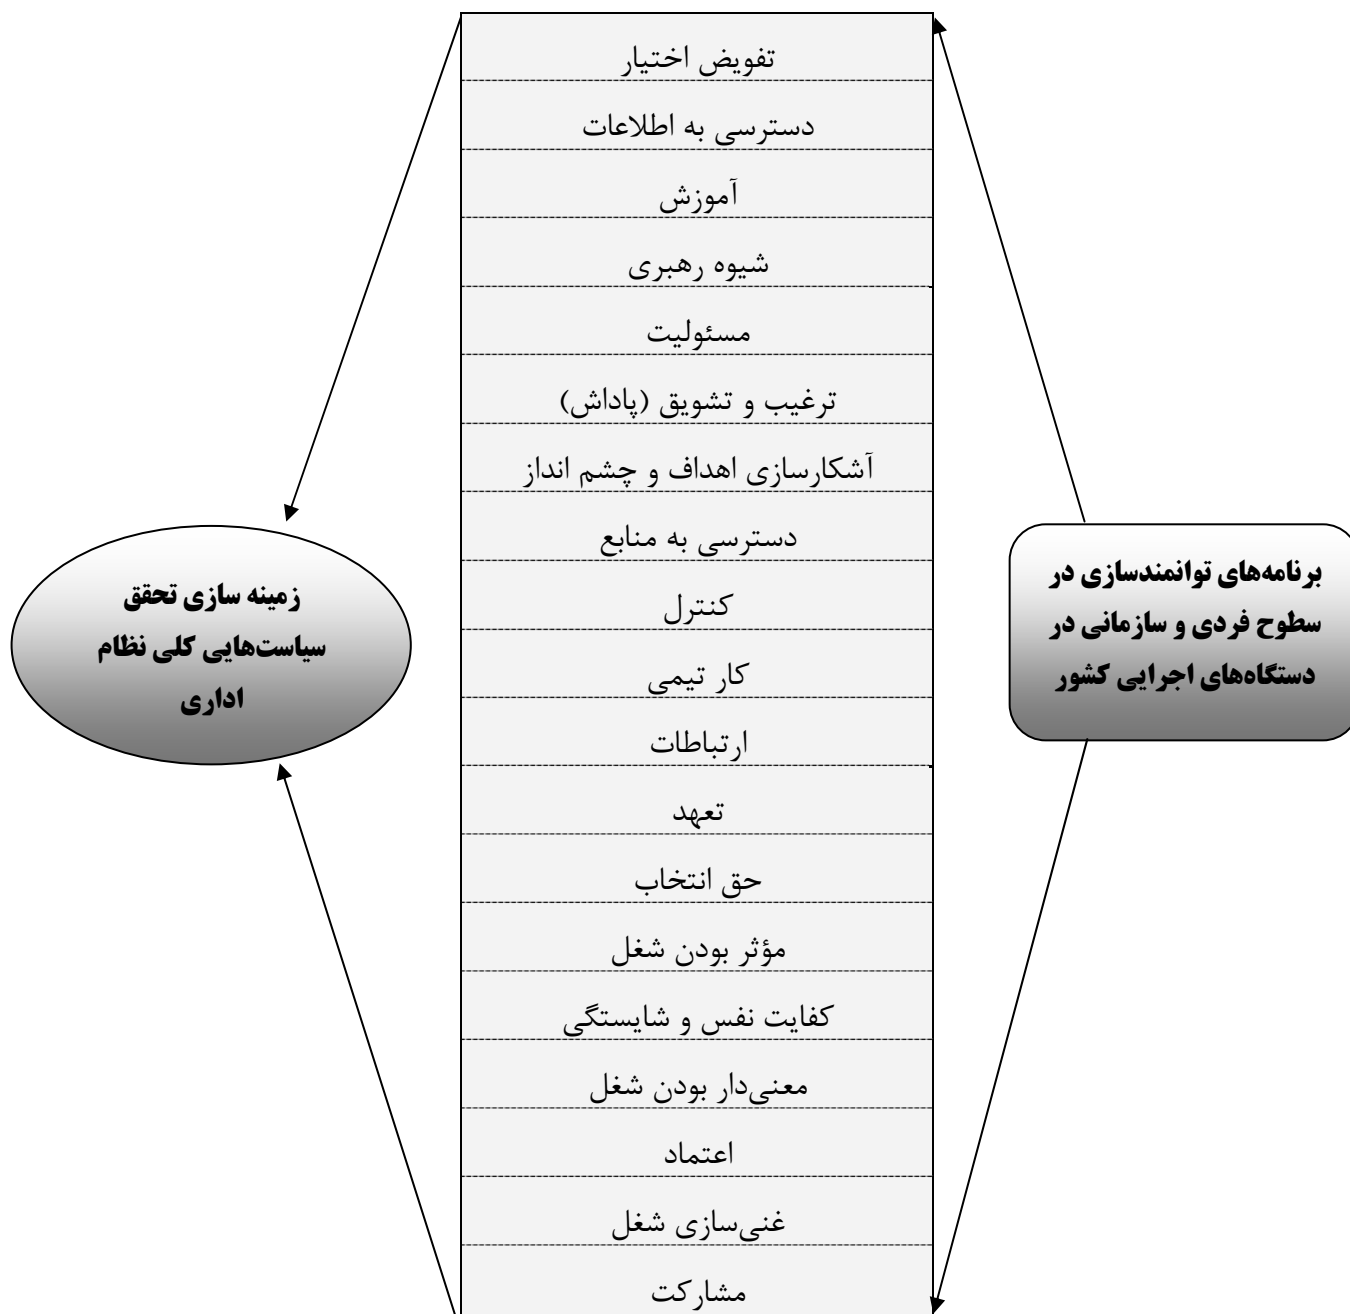 تفویض اختیار
دسترسی به اطلاعات
آموزش
شیوه رهبری
مسئولیت
ترغیب و تشویق (پاداش)
آشکارسازی اهداف و چشم انداز
دسترسی به منابع
کنترل
کار تیمی
ارتباطات
تعهد
حق انتخاب
مؤثر بودن شغل
کفایت نفس و شایستگی
معنی‌دار بودن شغل
اعتماد
غنی‌سازی شغل
مشارکت
برنامه‌های توانمندسازی در
سطوح فردی و سازمانی در
دستگاه‌های اجرایی کشور
زمینه سازی تحقق
سیاست‌هایی کلی نظام
اداری